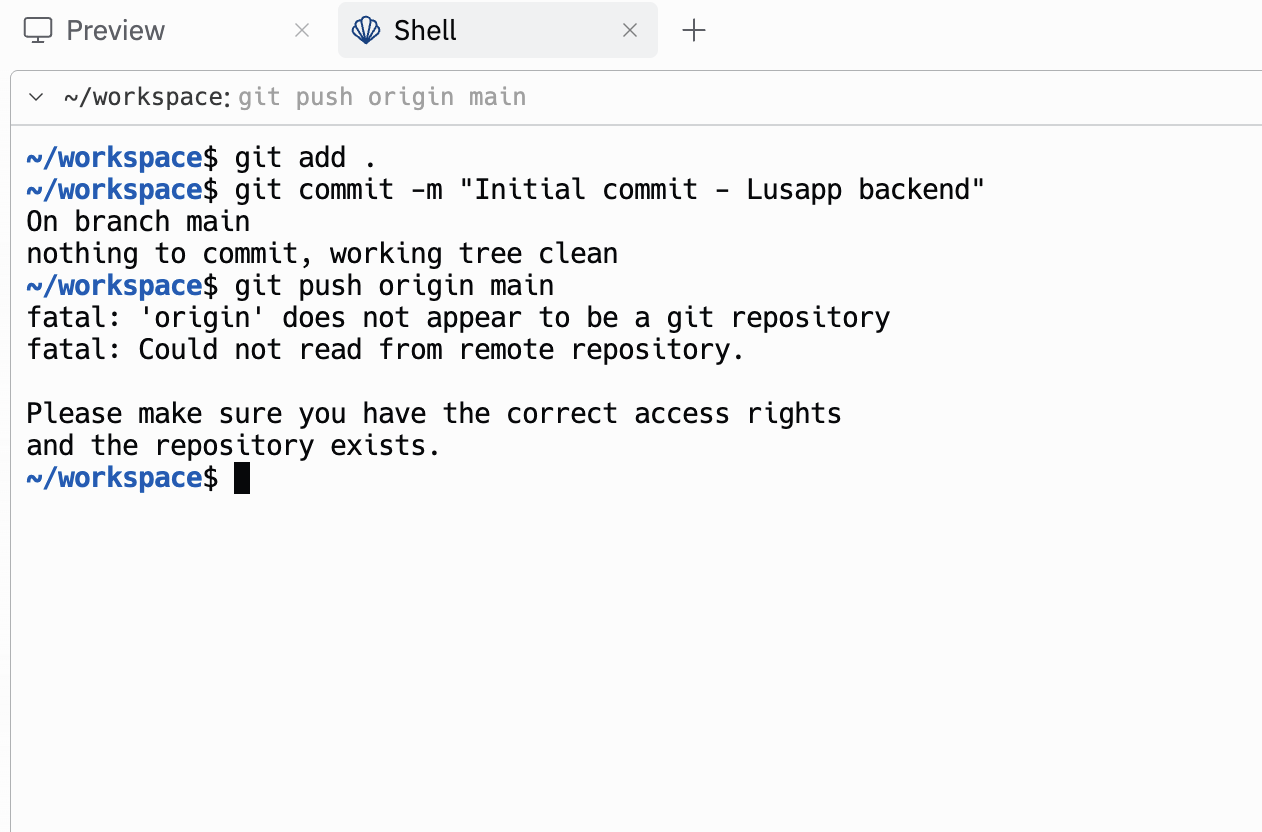 Preview
Shell
~/workspace: git push origin main
~/workspace$ git add .
~/workspace$ git commit -m "Initial commit - Lusapp backend"
On branch main
nothing to commit, working tree clean
~/workspace$ git push origin main
fatal: 'origin' does not appear to be a git repository
fatal: Could not read from remote repository.
Please make sure you have the correct access rights
and the repository exists.
~/workspace$